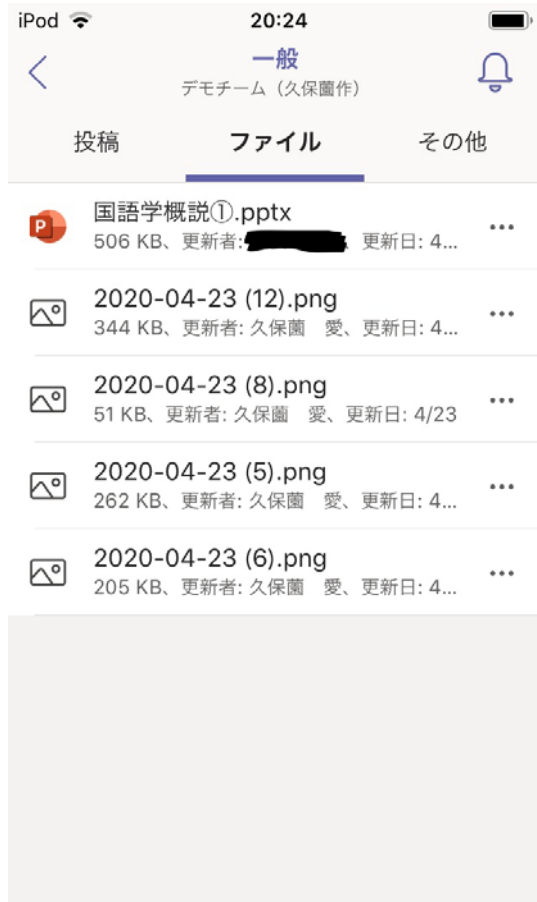 iPod
20:24
一般
デモチーム（久保薗作）
投稿 ファイル その他
国語学概説①.pptx
506 KB、更新者: 、更新日: 4...
2020-04-23 (12).png
344 KB、更新者: 久保薗　愛、更新日: 4...
2020-04-23 (8).png
51 KB、更新者: 久保薗　愛、更新日: 4/23
2020-04-23 (5).png
262 KB、更新者: 久保薗　愛、更新日: 4...
2020-04-23 (6).png
205 KB、更新者: 久保薗　愛、更新日: 4...